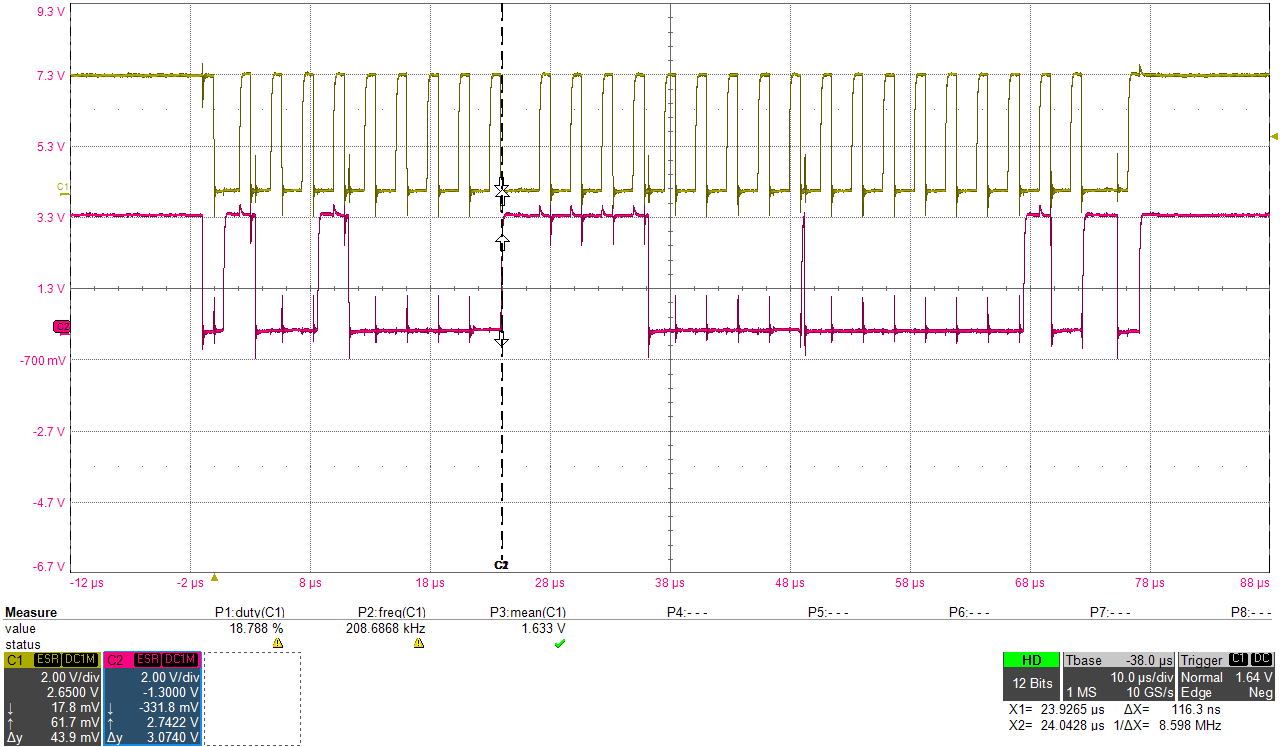 9.3 V
7.3 V
5.3 V
C1
3.3 V
1.3 V
C2
-700 mV
-2.7 V
-4.7 V
-6.7 V
C2
-12 µs -2 µs 8 µs 18 µs 28 µs 38 µs 48 µs 58 µs 68 µs 78 µs 88 µs
Measure P1:duty(C1) P2:freq(C1) P3:mean(C1) P4:- - - P5:- - - P6:- - - P7:- - - P8:- - -
value 18.788 % 208.6868 kHz 1.633 V
status
C1 ESR DC1M C2 ESR DC1M HD Tbase -38.0 µs Trigger C1 DC
2.00 V/div 2.00 V/div 12 Bits 10.0 µs/div Normal 1.64 V
2.6500 V -1.3000 V 1 MS 10 GS/s Edge Neg
↓ 17.8 mV ↓ -331.8 mV X1= 23.9265 µs ΔX= 116.3 ns
↑ 61.7 mV ↑ 2.7422 V X2= 24.0428 µs 1/ΔX= 8.598 MHz
Δy 43.9 mV Δy 3.0740 V